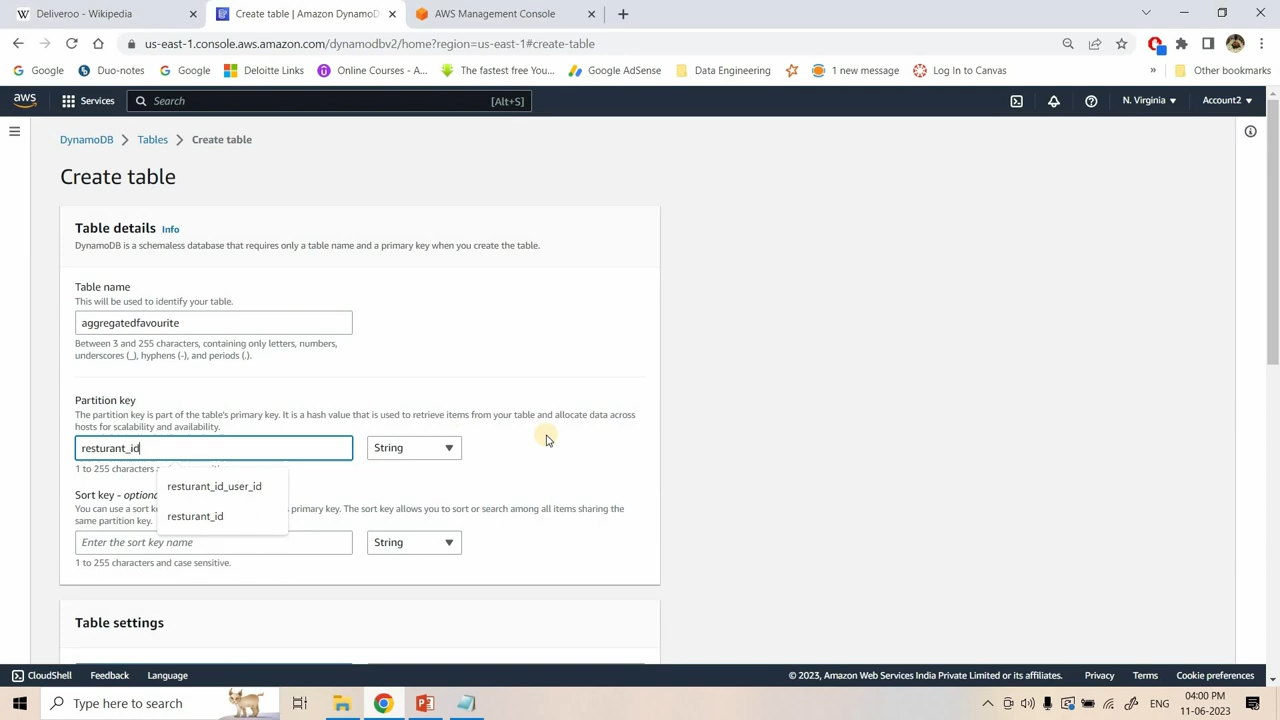 Deliveroo - Wikipedia
Create table | Amazon DynamoD
AWS Management Console
us-east-1.console.aws.amazon.com/dynamodbv2/home?region=us-east-1#create-table
Google
Duo-notes
Google
Deloitte Links
Online Courses - A...
The fastest free You...
Google AdSense
Data Engineering
1 new message
Log In to Canvas
»
Other bookmarks
aws
Services
Search
[Alt+S]
N. Virginia
Account2
DynamoDB
Tables
Create table
Create table
Table details Info
DynamoDB is a schemaless database that requires only a table name and a primary key when you create the table.
Table name
This will be used to identify your table.
aggregatedfavourite
Between 3 and 255 characters, containing only letters, numbers,
underscores (_), hyphens (-), and periods (.).
Partition key
The partition key is part of the table's primary key. It is a hash value that is used to retrieve items from your table and allocate data across
hosts for scalability and availability.
resturant_id
String
1 to 255 characters
resturant_id_user_id
Sort key - optiona
You can use a sort k
s primary key. The sort key allows you to sort or search among all items sharing the
resturant_id
same partition key.
Enter the sort key name
String
1 to 255 characters and case sensitive.
Table settings
CloudShell
Feedback
Language
© 2023, Amazon Web Services India Private Limited or its affiliates.
Privacy
Terms
Cookie preferences
Type here to search
ENG
04:00 PM
11-06-2023